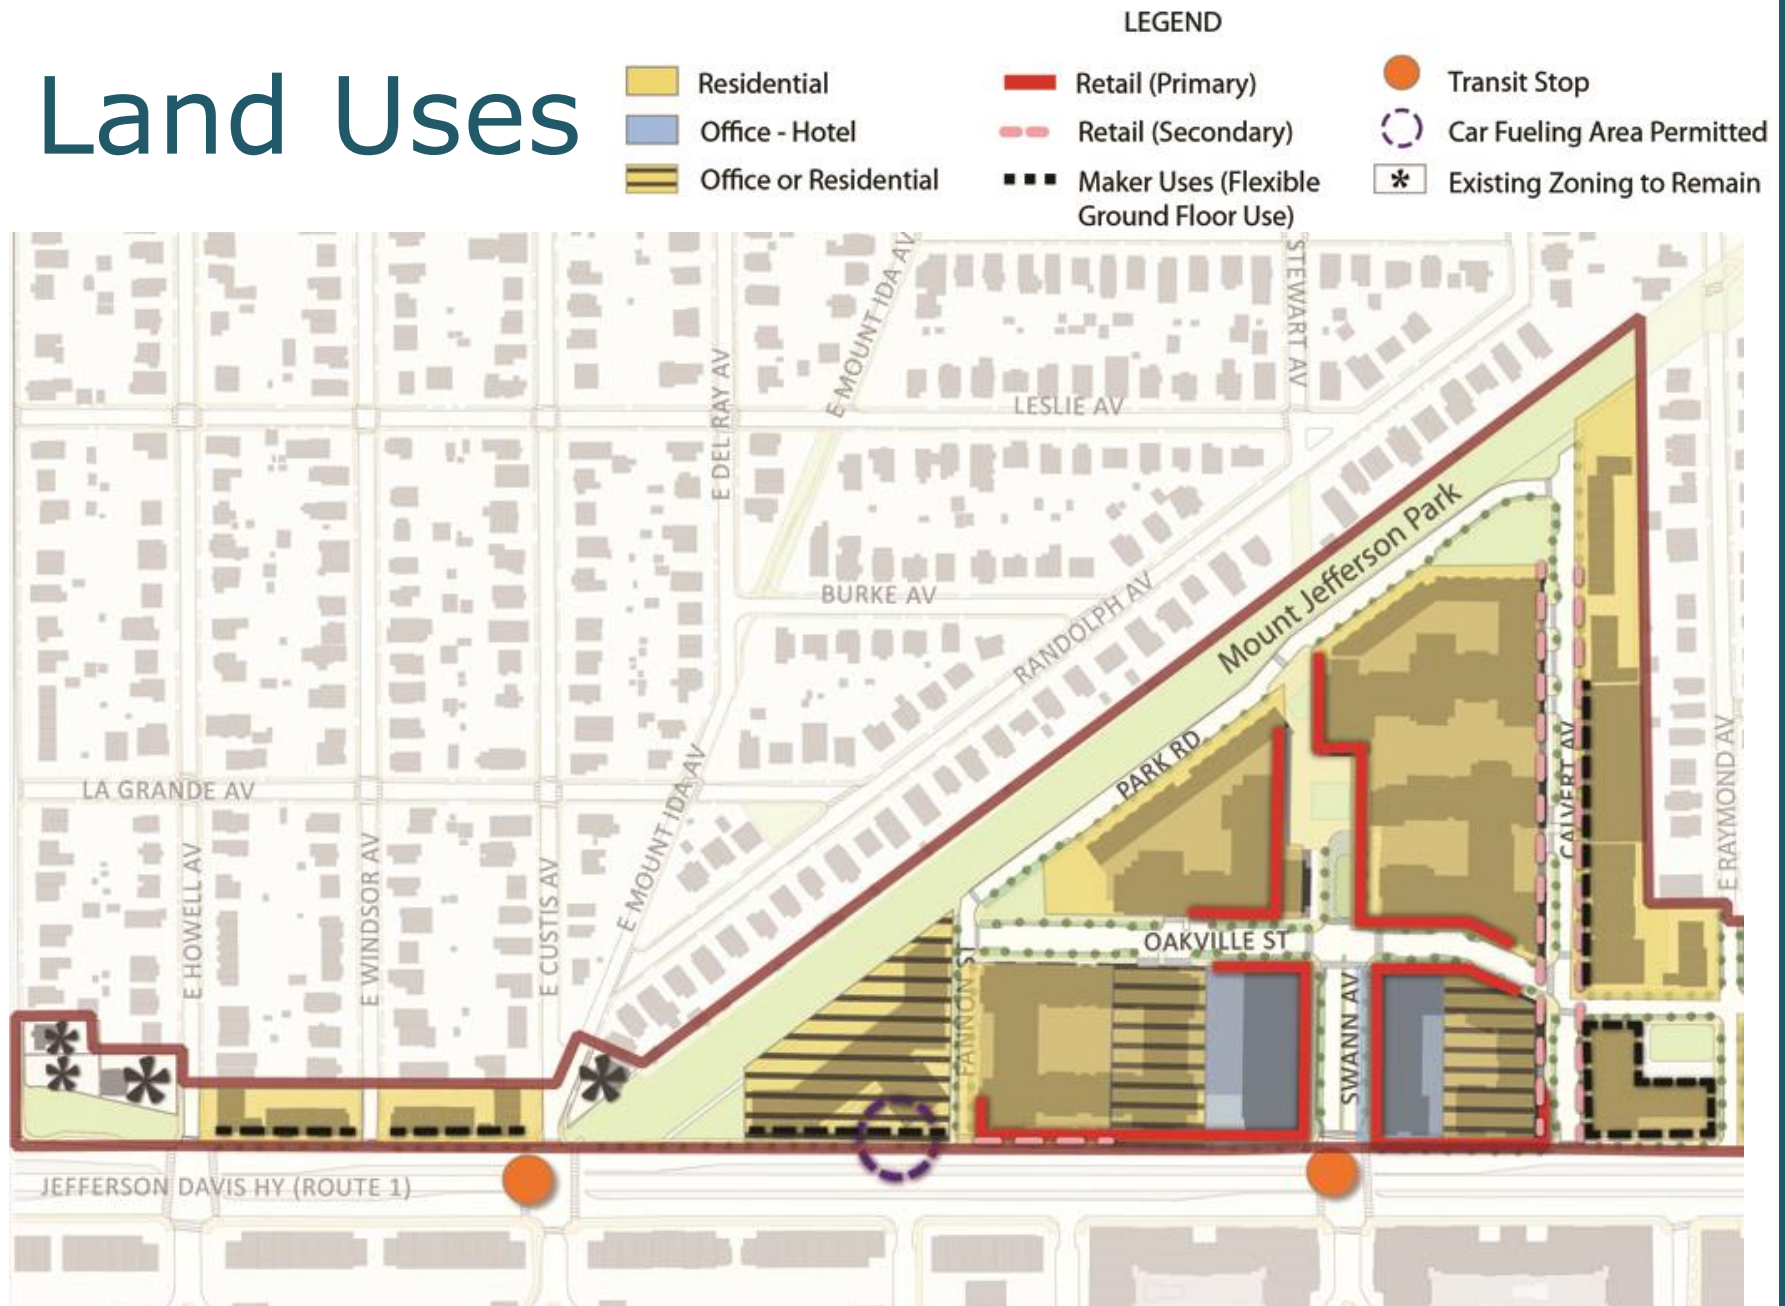 Land Uses
LEGEND
Residential
Office - Hotel
Office or Residential
Retail (Primary)
Retail (Secondary)
Maker Uses (Flexible
Ground Floor Use)
Transit Stop
Car Fueling Area Permitted
Existing Zoning to Remain
E MOUNT IDA AV
STEWART AV
E DEL RAY AV
LESLIE AV
BURKE AV
RANDOLPH AV
Mount Jefferson Park
PARK RD
LA GRANDE AV
E HOWELL AV
E WINDSOR AV
E CUSTIS AV
E MOUNT IDA AV
CALVERT AV
E RAYMOND AV
OAKVILLE ST
FANNON ST
SWANN AV
JEFFERSON DAVIS HY (ROUTE 1)